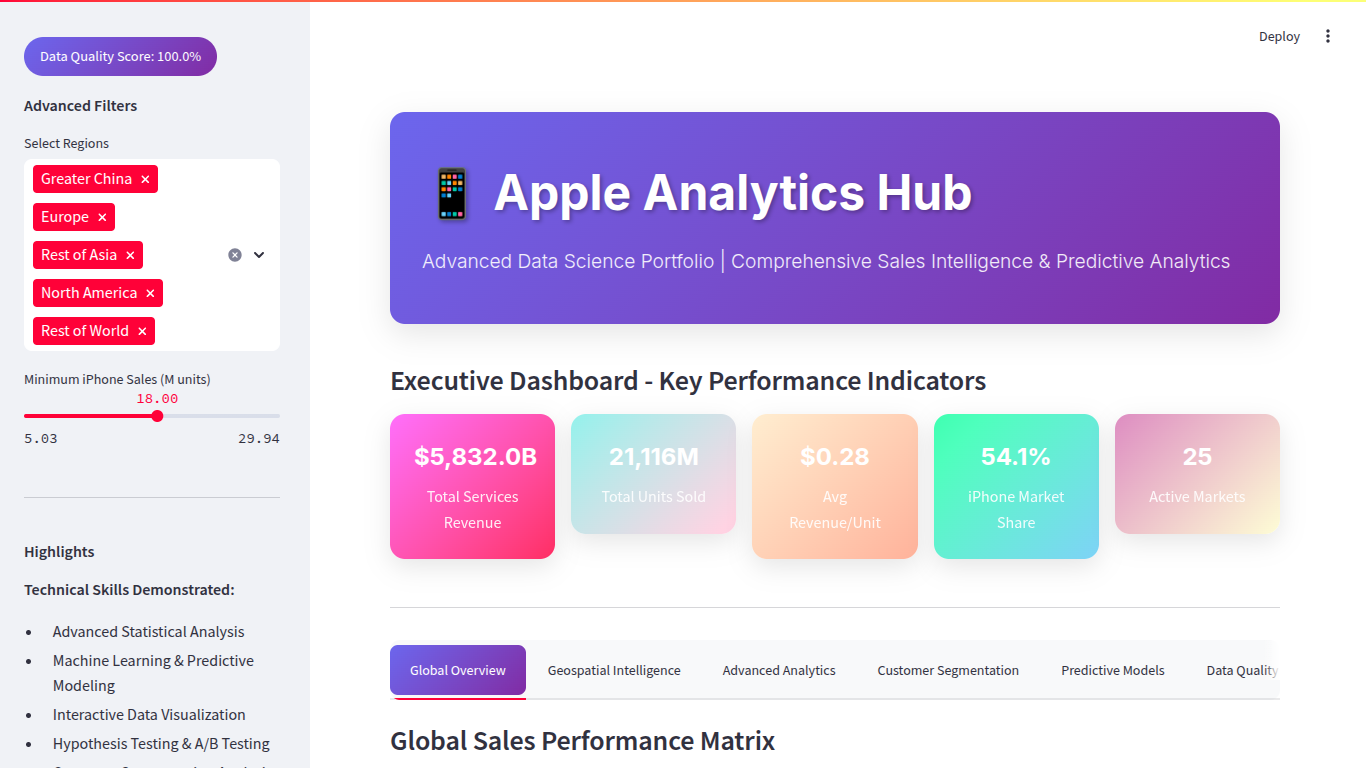 Data Quality Score: 100.0%
Advanced Filters
Select Regions
Greater China
Europe
Rest of Asia
North America
Rest of World
Minimum iPhone Sales (M units)
18.00
5.03 29.94
Highlights
Technical Skills Demonstrated:
• Advanced Statistical Analysis
• Machine Learning & Predictive
Modeling
• Interactive Data Visualization
• Hypothesis Testing & A/B Testing
Deploy
Apple Analytics Hub
Advanced Data Science Portfolio | Comprehensive Sales Intelligence & Predictive Analytics
Executive Dashboard - Key Performance Indicators
$5,832.0B
Total Services
Revenue
21,116M
Total Units Sold
$0.28
Avg
Revenue/Unit
54.1%
iPhone Market
Share
25
Active Markets
Global Overview Geospatial Intelligence Advanced Analytics Customer Segmentation Predictive Models Data Quality
Global Sales Performance Matrix